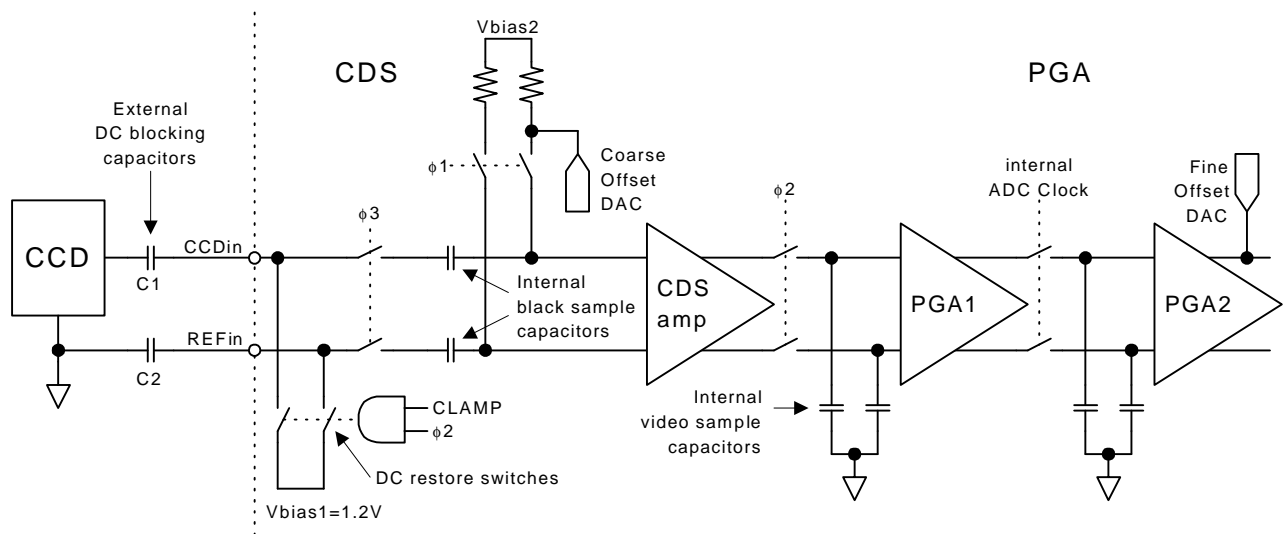 Vbias2
CDS
PGA
External
DC blocking
capacitors
ϕ1
Coarse
Offset
DAC
ϕ2
internal
ADC Clock
Fine
Offset
DAC
ϕ3
CCD
CCDin
C1
Internal
black sample
capacitors
CDS
amp
PGA1
PGA2
REFin
C2
CLAMP
ϕ2
DC restore switches
Internal
video sample
capacitors
Vbias1=1.2V